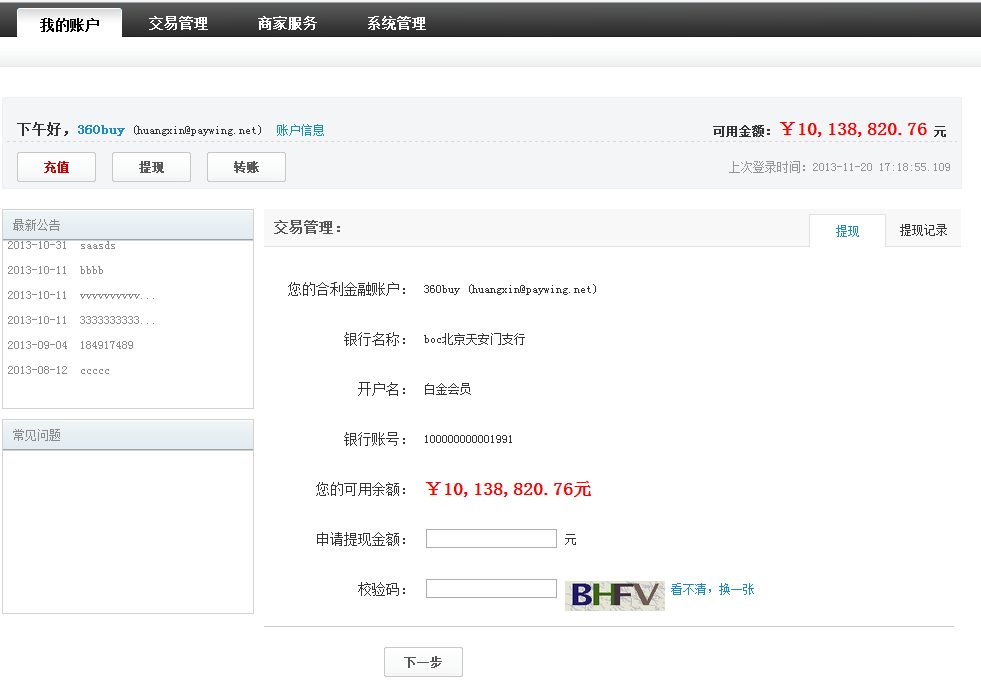 我的账户 交易管理 商家服务 系统管理
下午好，360buy (huangxin@paywing.net) 账户信息 可用金额：￥10,138,820.76 元
充值 提现 转账 上次登录时间：2013-11-20 17:18:55.109
最新公告
2013-10-31 saasds
2013-10-11 bbbb
2013-10-11 vvvvvvvvvv...
2013-10-11 3333333333...
2013-09-04 184917489
2013-08-12 ccccc
常见问题
交易管理： 提现 提现记录
您的合利金融账户： 360buy (huangxin@paywing.net)
银行名称： boc北京天安门支行
开户名： 白金会员
银行账号： 100000000001991
您的可用余额： ￥10,138,820.76元
申请提现金额： 元
校验码： BHFV 看不清，换一张
下一步